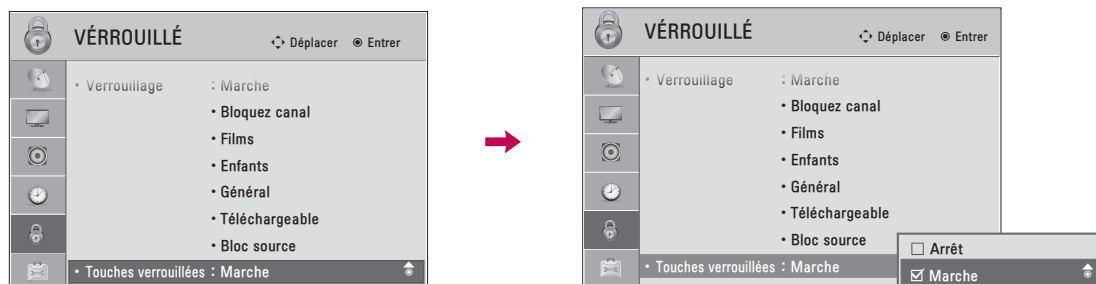 VÉRROUILLÉ Déplacer Entrer
• Verrouillage : Marche
• Bloquez canal
• Films
• Enfants
• Général
• Téléchargeable
• Bloc source
• Touches verrouillées : Marche
VÉRROUILLÉ Déplacer Entrer
• Verrouillage : Marche
• Bloquez canal
• Films
• Enfants
• Général
• Téléchargeable
• Bloc source
• Touches verrouillées : Marche
☐ Arrêt
☑ Marche